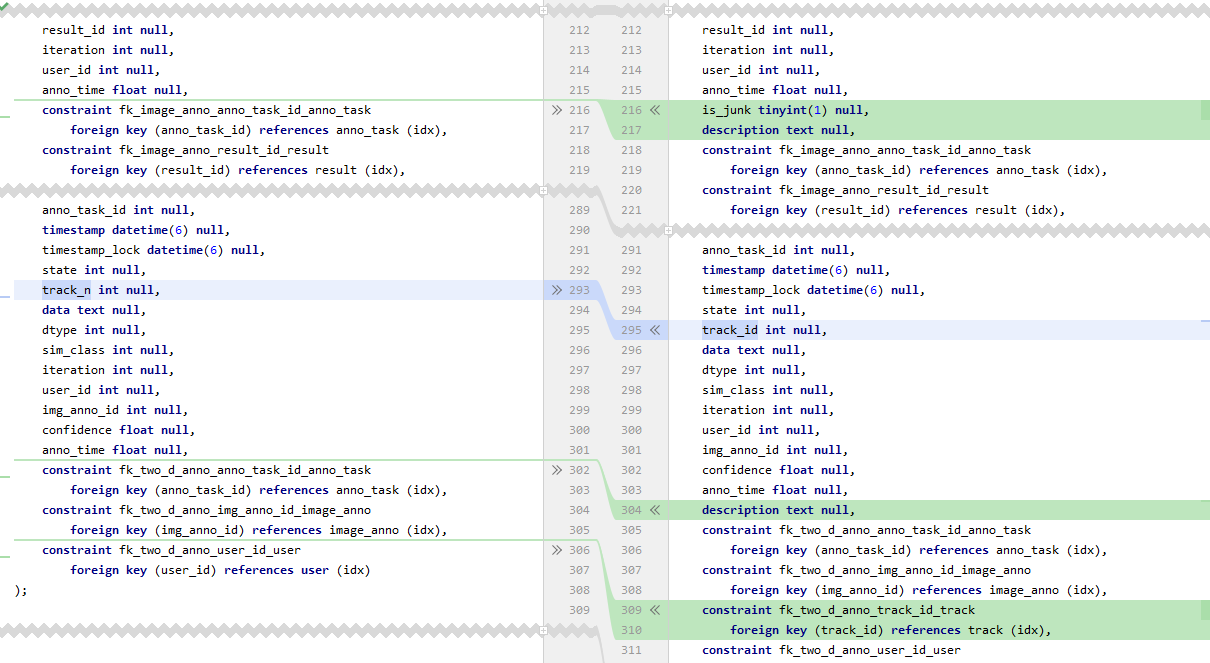 result_id int null, 212
iteration int null, 213
user_id int null, 214
anno_time float null, 215
constraint fk_image_anno_anno_task_id_anno_task 216
foreign key (anno_task_id) references anno_task (idx), 217
constraint fk_image_anno_result_id_result 218
foreign key (result_id) references result (idx), 219
anno_task_id int null, 289
timestamp datetime(6) null, 290
timestamp_lock datetime(6) null, 291
state int null, 292
track_n int null, 293
data text null, 294
dtype int null, 295
sim_class int null, 296
iteration int null, 297
user_id int null, 298
img_anno_id int null, 299
confidence float null, 300
anno_time float null, 301
constraint fk_two_d_anno_anno_task_id_anno_task 302
foreign key (anno_task_id) references anno_task (idx), 303
constraint fk_two_d_anno_img_anno_id_image_anno 304
foreign key (img_anno_id) references image_anno (idx), 305
constraint fk_two_d_anno_user_id_user 306
foreign key (user_id) references user (idx) 307
); 308
309
212 result_id int null,
213 iteration int null,
214 user_id int null,
215 anno_time float null,
216 is_junk tinyint(1) null,
217 description text null,
218 constraint fk_image_anno_anno_task_id_anno_task
219 foreign key (anno_task_id) references anno_task (idx),
220 constraint fk_image_anno_result_id_result
221 foreign key (result_id) references result (idx),
291 anno_task_id int null,
292 timestamp datetime(6) null,
293 timestamp_lock datetime(6) null,
294 state int null,
295 track_id int null,
296 data text null,
297 dtype int null,
298 sim_class int null,
299 iteration int null,
300 user_id int null,
301 img_anno_id int null,
302 confidence float null,
303 anno_time float null,
304 description text null,
305 constraint fk_two_d_anno_anno_task_id_anno_task
306 foreign key (anno_task_id) references anno_task (idx),
307 constraint fk_two_d_anno_img_anno_id_image_anno
308 foreign key (img_anno_id) references image_anno (idx),
309 constraint fk_two_d_anno_track_id_track
310 foreign key (track_id) references track (idx),
311 constraint fk_two_d_anno_user_id_user